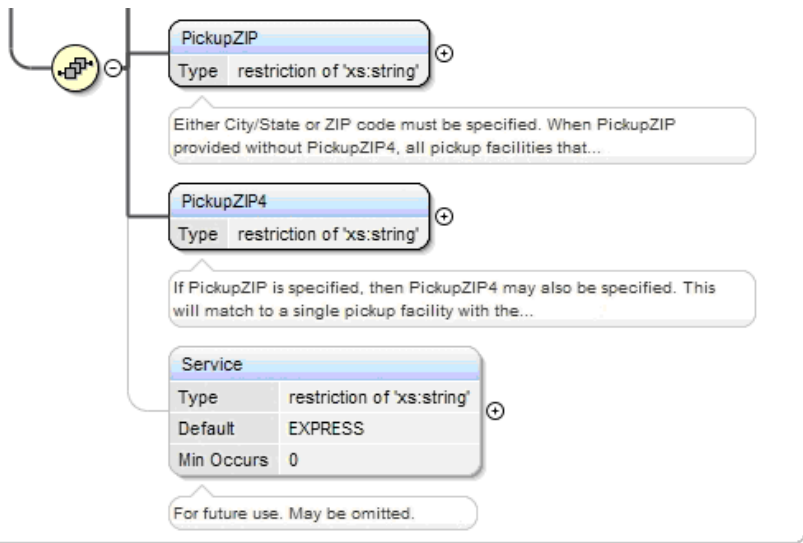 PickupZIP
Type restriction of 'xs:string'
Either City/State or ZIP code must be specified. When PickupZIP
provided without PickupZIP4, all pickup facilities that...
PickupZIP4
Type restriction of 'xs:string'
If PickupZIP is specified, then PickupZIP4 may also be specified. This
will match to a single pickup facility with the...
Service
Type restriction of 'xs:string'
Default EXPRESS
Min Occurs 0
For future use. May be omitted.